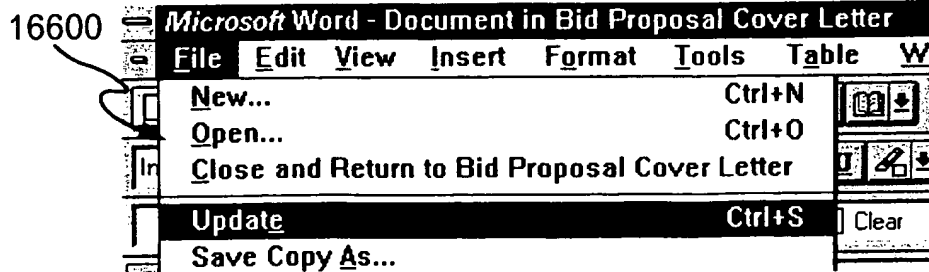 16600
Microsoft Word - Document in Bid Proposal Cover Letter
File Edit View Insert Format Tools Table W
New... Ctrl+N
Open... Ctrl+O
In
Close and Return to Bid Proposal Cover Letter
Update Ctrl+S
Clear
Save Copy As...